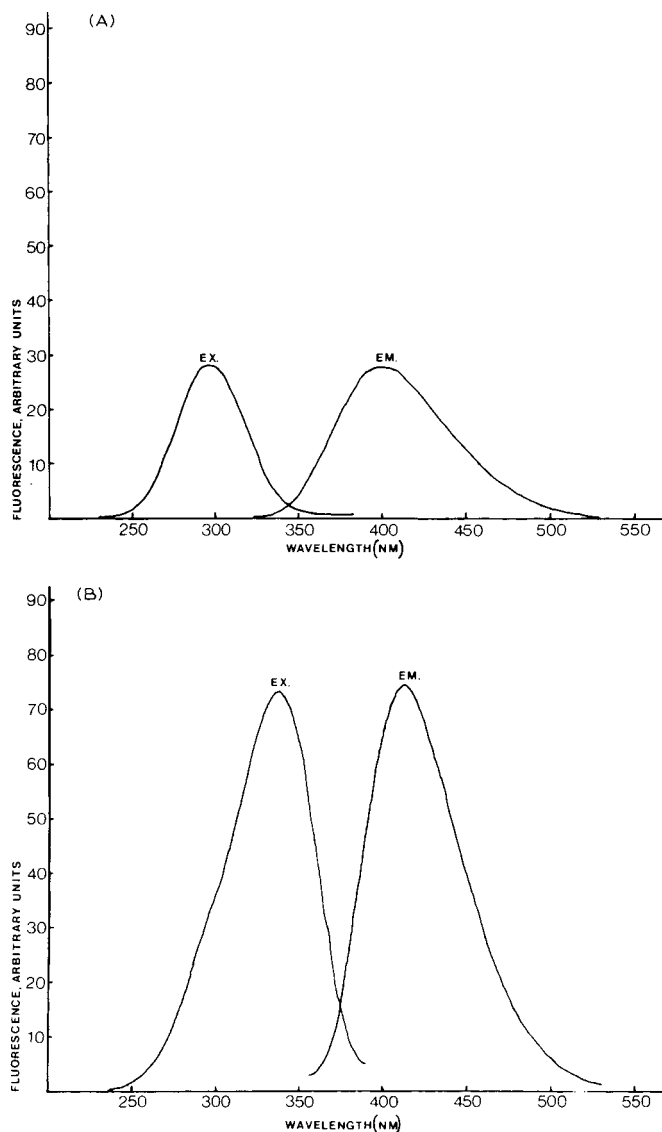 (A)
90
80
70
60
50
40
30
20
10
FLUORESCENCE, ARBITRARY UNITS
EX.
EM.
250 300 350 400 450 500 550
WAVELENGTH(NM)
(B)
90
80
70
60
50
40
30
20
10
FLUORESCENCE, ARBITRARY UNITS
EX.
EM.
250 300 350 400 450 500 550
WAVELENGTH(NM)